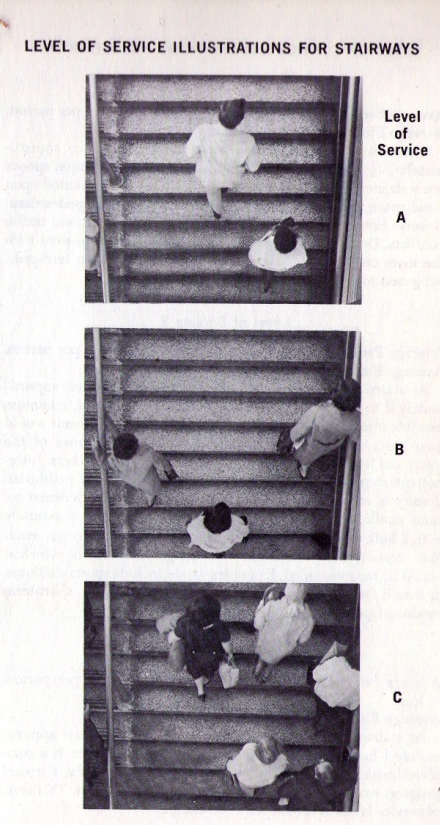 LEVEL OF SERVICE ILLUSTRATIONS FOR STAIRWAYS
Level
of
Service
A
B
C